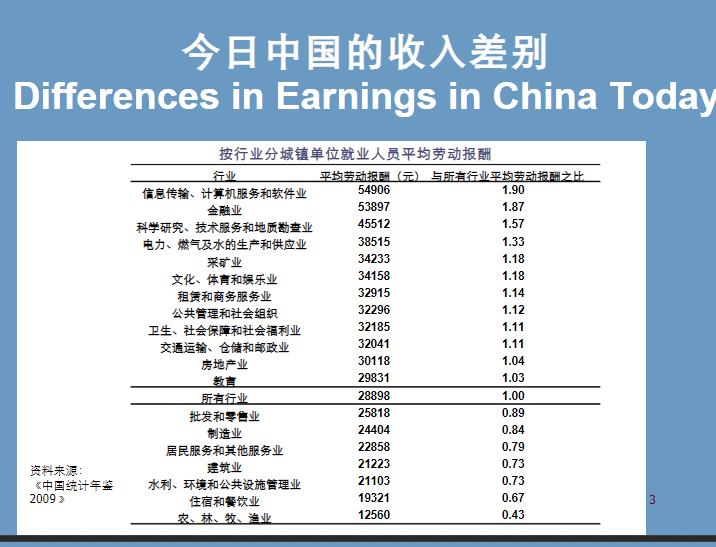 今日中国的收入差别
Differences in Earnings in China Today
按行业分城镇单位就业人员平均劳动报酬
行业 平均劳动报酬（元） 与所有行业平均劳动报酬之比
信息传输、计算机服务和软件业 54906 1.90
金融业 53897 1.87
科学研究、技术服务和地质勘查业 45512 1.57
电力、燃气及水的生产和供应业 38515 1.33
采矿业 34233 1.18
文化、体育和娱乐业 34158 1.18
租赁和商务服务业 32915 1.14
公共管理和社会组织 32296 1.12
卫生、社会保障和社会福利业 32185 1.11
交通运输、仓储和邮政业 32041 1.11
房地产业 30118 1.04
教育 29831 1.03
所有行业 28898 1.00
批发和零售业 25818 0.89
制造业 24404 0.84
居民服务和其他服务业 22858 0.79
建筑业 21223 0.73
水利、环境和公共设施管理业 21103 0.73
住宿和餐饮业 19321 0.67
农、林、牧、渔业 12560 0.43
资料来源：
《中国统计年鉴
2009》
3